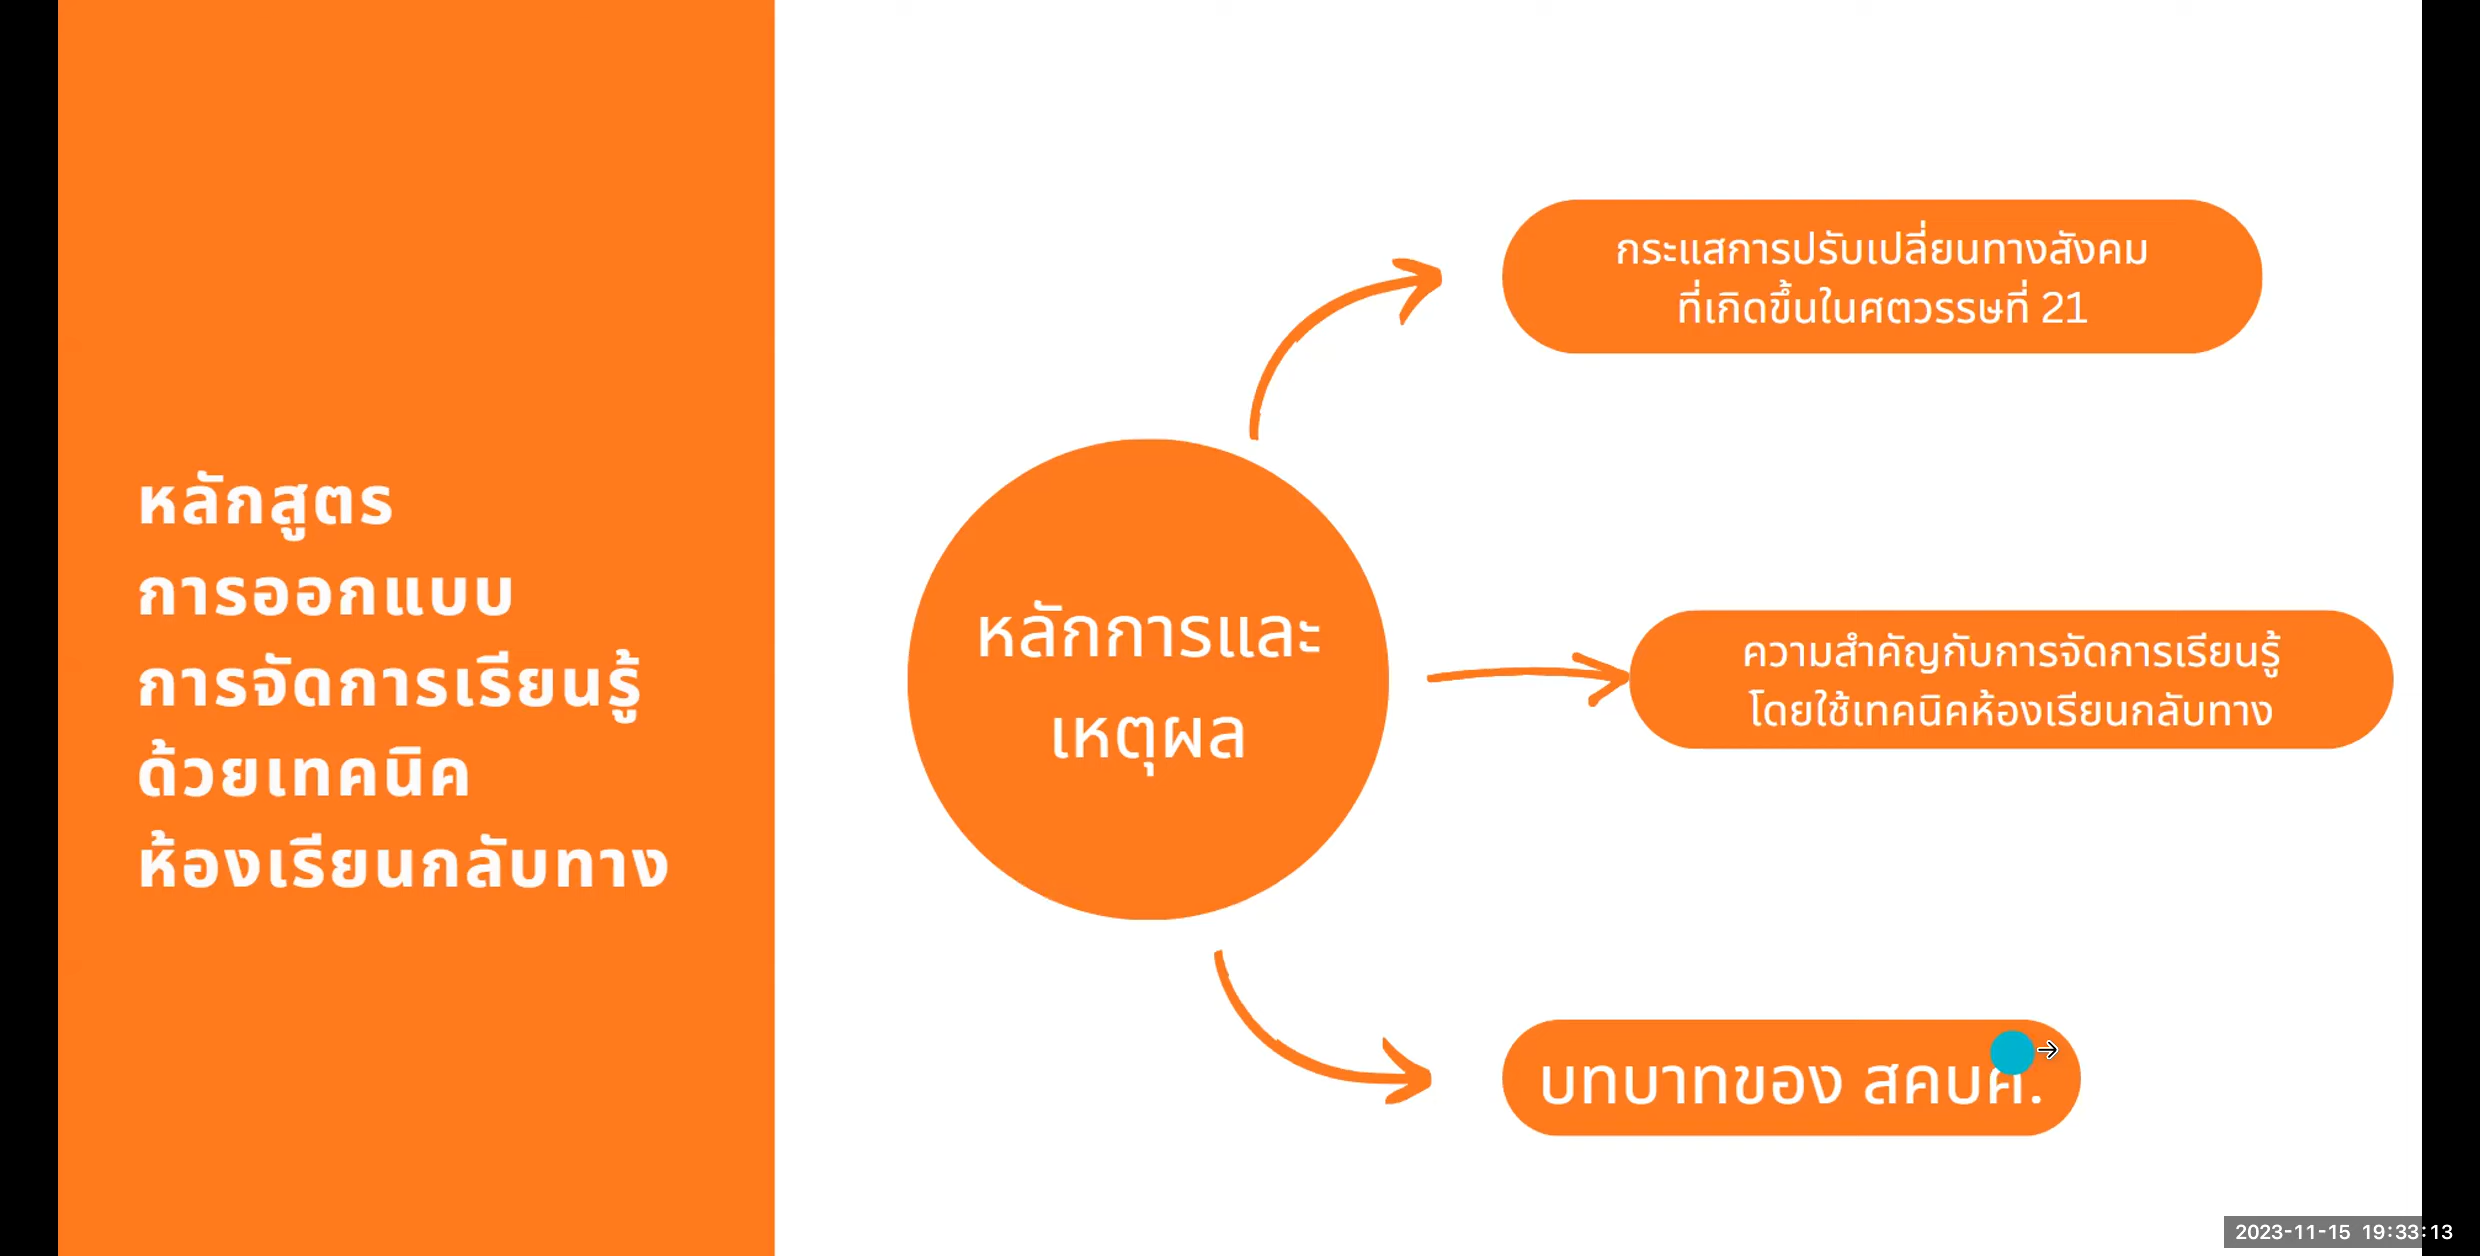 หลักสูตร
การออกแบบ
การจัดการเรียนรู้
ด้วยเทคนิค
ห้องเรียนกลับทาง
หลักการและ
เหตุผล
กระแสการปรับเปลี่ยนทางสังคม
ที่เกิดขึ้นในศตวรรษที่ 21
ความสำคัญกับการจัดการเรียนรู้
โดยใช้เทคนิคห้องเรียนกลับทาง
บทบาทของ สคบศ.
2023-11-15 19:33:13